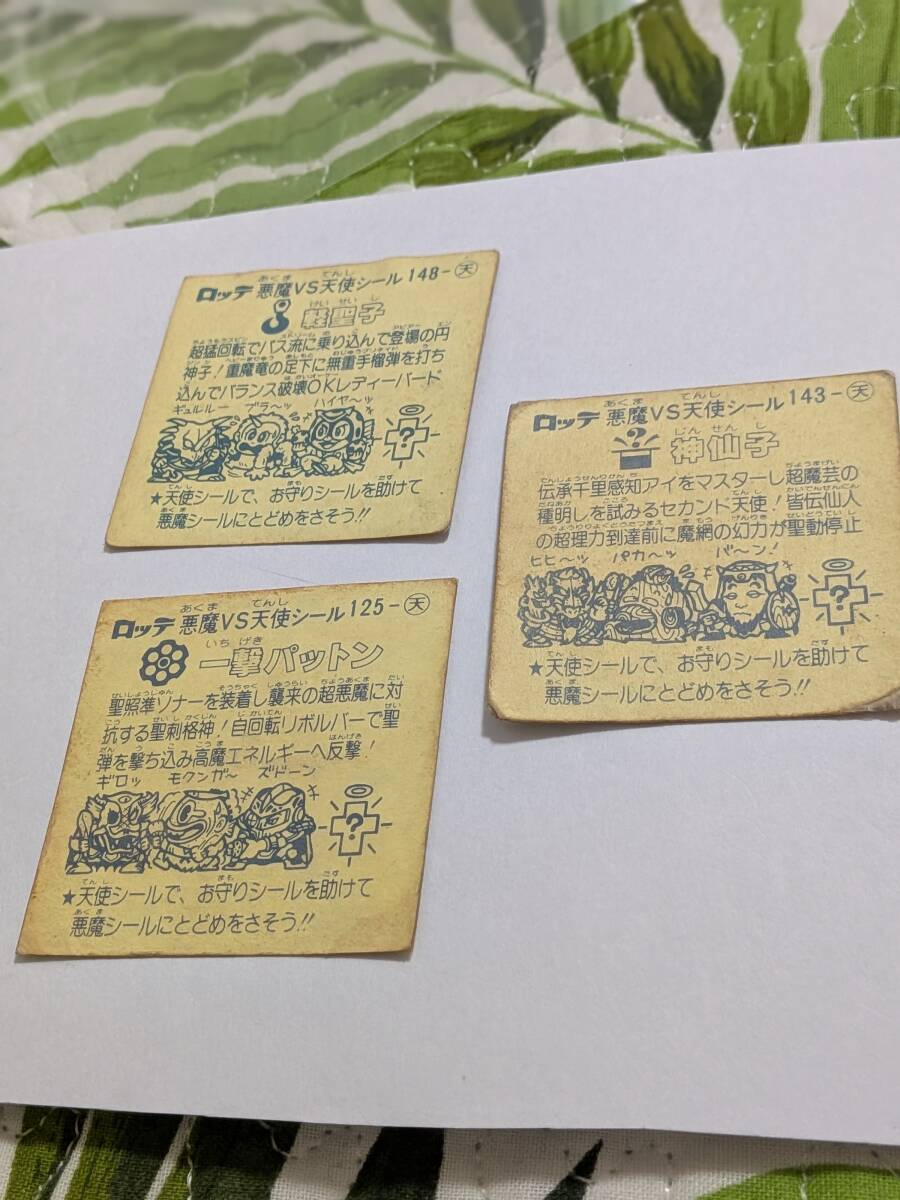 ロッテ 悪魔VS天使シール 148-天
軽聖子
超猛回転でバス流に乗り込んで登場の円
神子！重魔竜の足下に無重手榴弾を打ち
込んでバランス破壊OKレディーバード
ギュルルー ブラ〜ッ ハイヤ〜ッ
?
★天使シールで、お守りシールを助けて
悪魔シールにとどめをさそう!!
ロッテ 悪魔VS天使シール 143-天
?
神仙子
伝承千里感知アイをマスターし超魔芸の
種明しを試みるセカンド天使！皆伝仙人
の超理力到達前に魔網の幻力が聖動停止
ヒヒ〜ッ パカ〜ッ バ〜ン！
?
★天使シールで、お守りシールを助けて
悪魔シールにとどめをさそう!!
ロッテ 悪魔VS天使シール 125-天
一撃パットン
聖照準ソナーを装着し襲来の超悪魔に対
抗する聖刺格神！自回転リボルバーで聖
弾を撃ち込み高魔エネルギーへ反撃！
ギロッ モクンガ〜 ズドーン
?
★天使シールで、お守りシールを助けて
悪魔シールにとどめをさそう!!